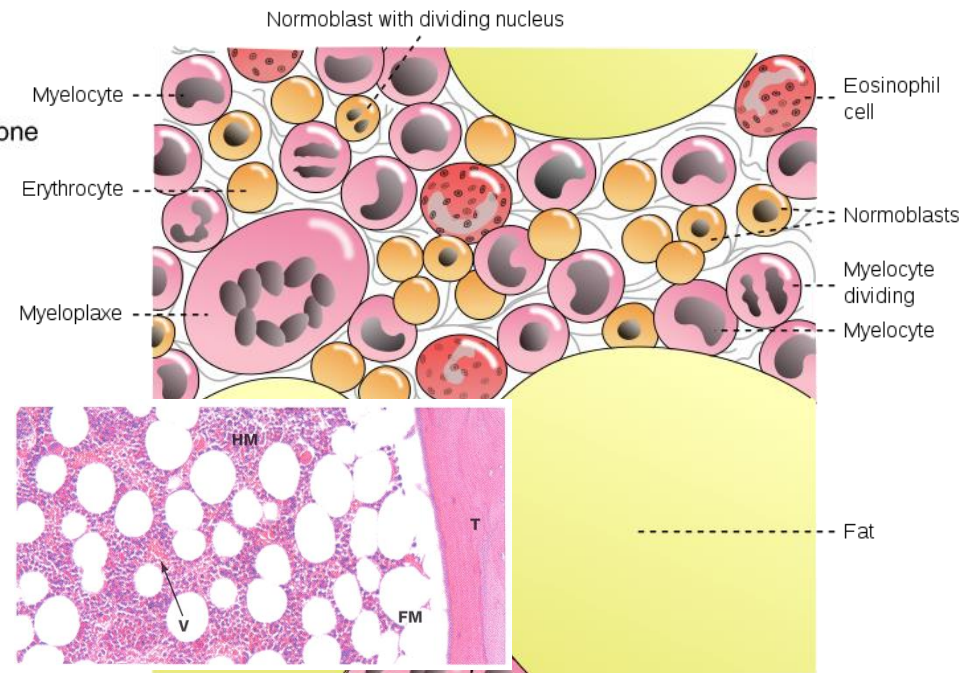 Normoblast with dividing nucleus
Myelocyte
Eosinophil
cell
one
Erythrocyte
Normoblasts
Myelocyte
dividing
Myeloplaxe
Myelocyte
HM
T
Fat
FM
V